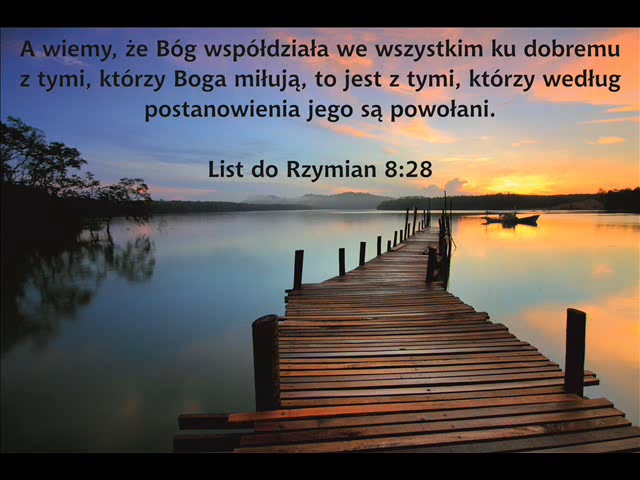 A wiemy, że Bóg współdziała we wszystkim ku dobremu
z tymi, którzy Boga miłują, to jest z tymi, którzy według
postanowienia jego są powołani.
List do Rzymian 8:28